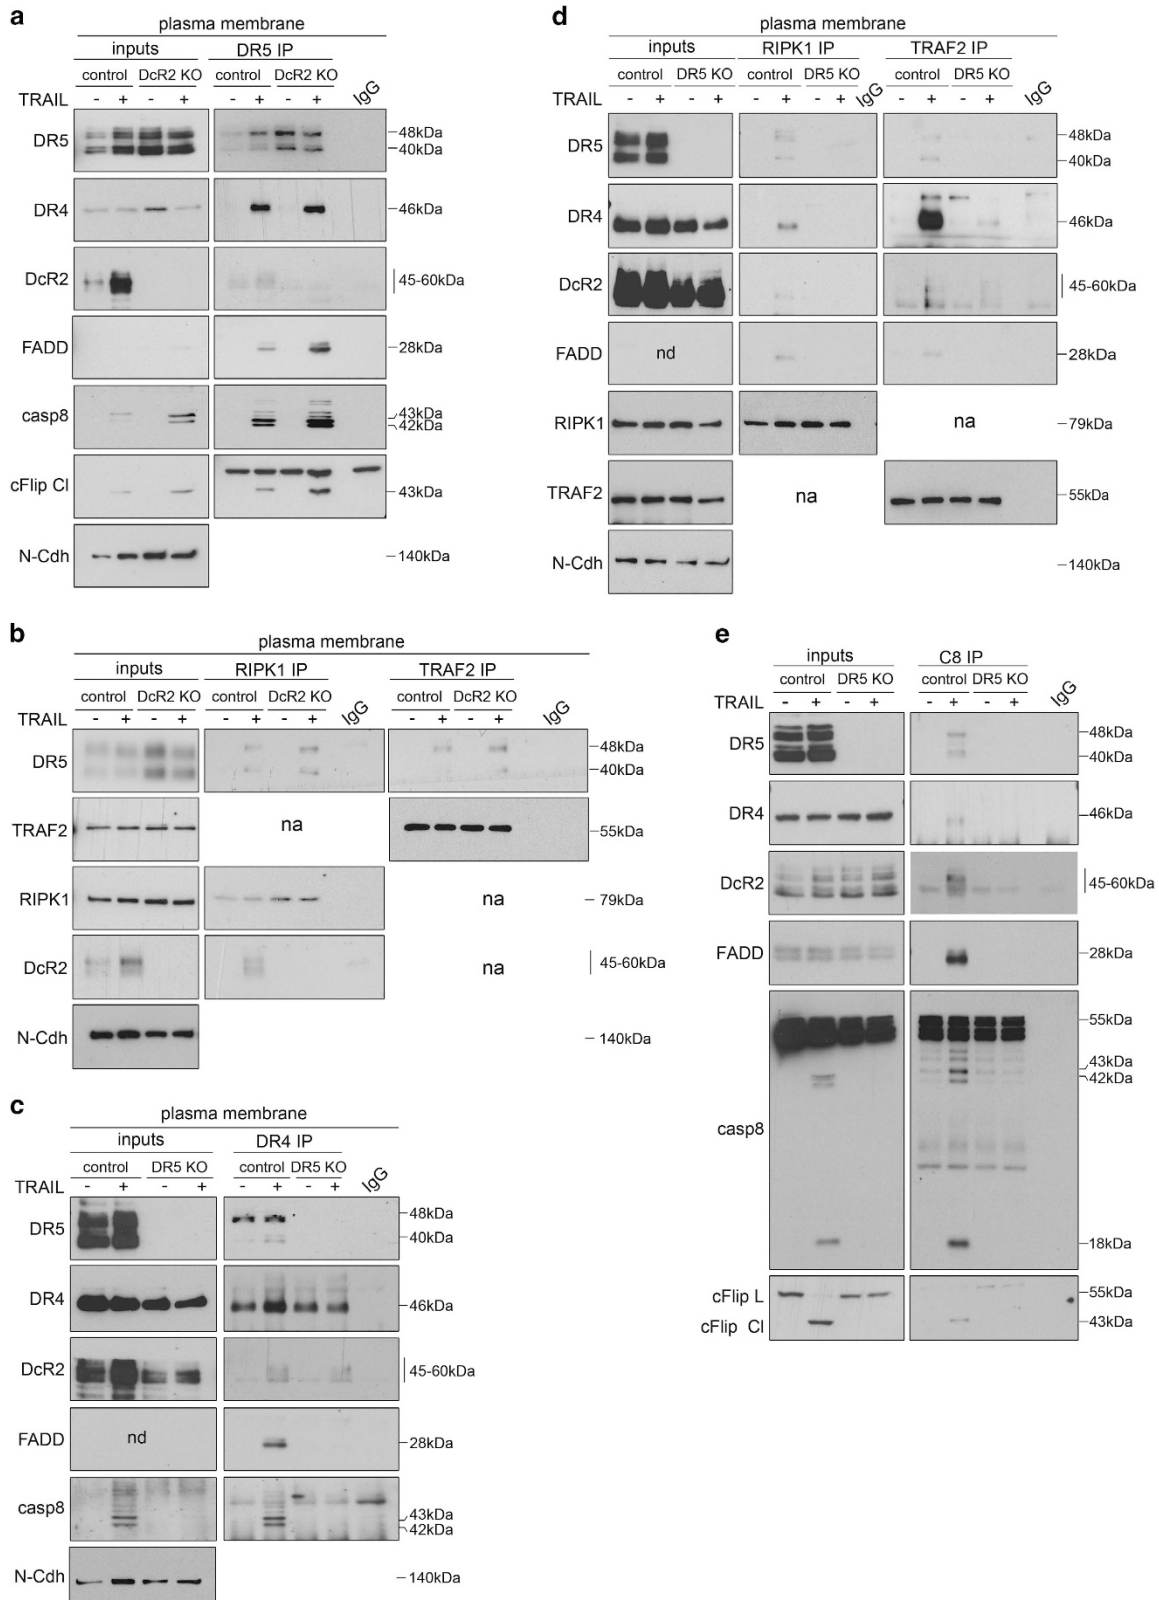 a
plasma membrane
inputs DR5 IP
control DcR2 KO control DcR2 KO IgG
TRAIL - + - + - + - +
DR5 48kDa
40kDa
DR4 46kDa
DcR2 45-60kDa
FADD 28kDa
casp8 43kDa
42kDa
cFlip Cl 43kDa
N-Cdh 140kDa
b
plasma membrane
inputs RIPK1 IP TRAF2 IP
control DcR2 KO control DcR2 KO IgG control DcR2 KO IgG
TRAIL - + - + - + - + - + - +
DR5 48kDa
40kDa
TRAF2 na 55kDa
RIPK1 na 79kDa
DcR2 na 45-60kDa
N-Cdh 140kDa
c
plasma membrane
inputs DR4 IP
control DR5 KO control DR5 KO IgG
TRAIL - + - + - + - +
DR5 48kDa
40kDa
DR4 46kDa
DcR2 45-60kDa
FADD nd 28kDa
casp8 43kDa
42kDa
N-Cdh 140kDa
d
plasma membrane
inputs RIPK1 IP TRAF2 IP
control DR5 KO control DR5 KO IgG control DR5 KO IgG
TRAIL - + - + - + - + - + - +
DR5 48kDa
40kDa
DR4 46kDa
DcR2 45-60kDa
FADD nd 28kDa
RIPK1 na 79kDa
TRAF2 na 55kDa
N-Cdh 140kDa
e
inputs C8 IP
control DR5 KO control DR5 KO IgG
TRAIL - + - + - + - +
DR5 48kDa
40kDa
DR4 46kDa
DcR2 45-60kDa
FADD 28kDa
casp8 55kDa
43kDa
42kDa
18kDa
cFlip L 55kDa
cFlip Cl 43kDa